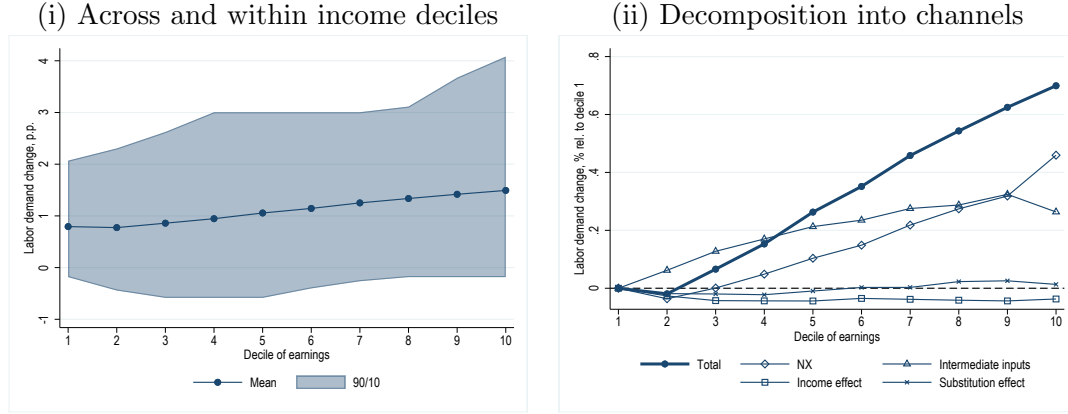 (i) Across and within income deciles
Labor demand change, p.p.
4
3
2
1
0
-1
1 2 3 4 5 6 7 8 9 10
Decile of earnings
Mean 90/10
(ii) Decomposition into channels
Labor demand change, % rel. to decile 1
.8
.6
.4
.2
0
1 2 3 4 5 6 7 8 9 10
Decile of earnings
Total NX Intermediate inputs
Income effect Substitution effect